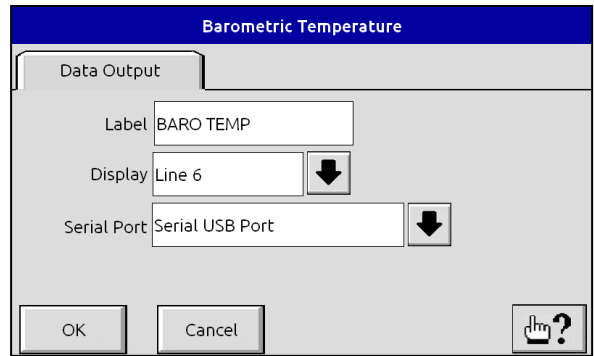 Barometric Temperature
Data Output
Label BARO TEMP
Display Line 6
Serial Port Serial USB Port
OK Cancel ?